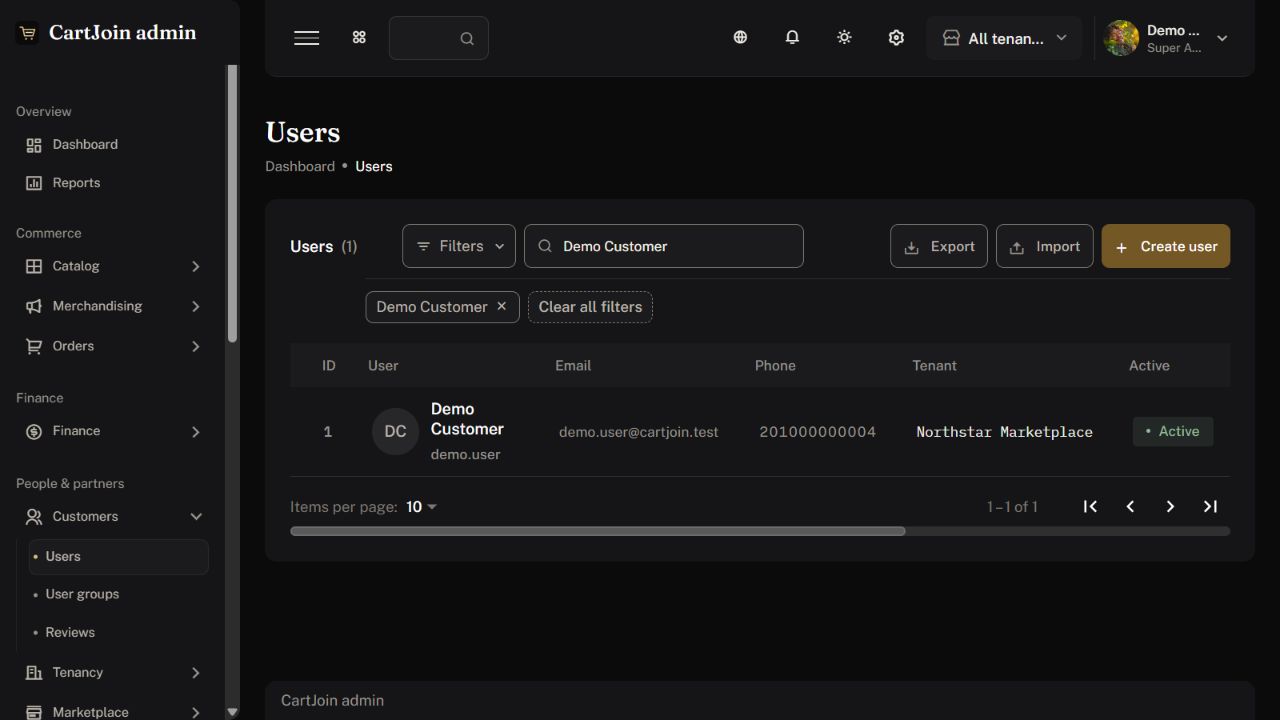 CartJoin admin
All tenan...
Demo ...
Super A...
Overview
Dashboard
Reports
Commerce
Catalog
Merchandising
Orders
Finance
Finance
People & partners
Customers
Users
User groups
Reviews
Tenancy
Marketplace
Users
Dashboard • Users
Users (1)
Filters
Demo Customer
Export
Import
+ Create user
Demo Customer ×
Clear all filters
ID User Email Phone Tenant Active
1 DC Demo Customer demo.user demo.user@cartjoin.test 201000000004 Northstar Marketplace • Active
Items per page: 10
1–1 of 1
CartJoin admin